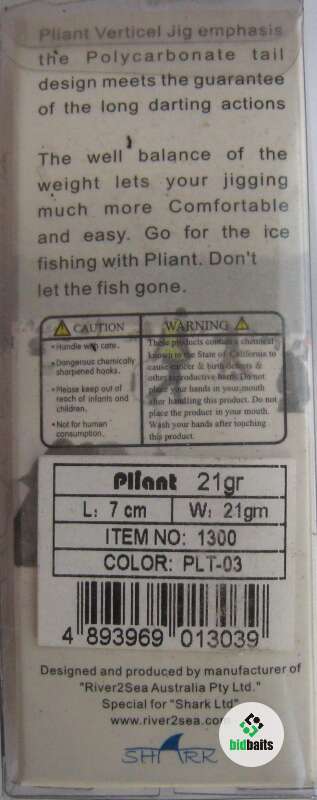 Pliant Verticel Jig emphasis
the Polycarbonate tail
design meets the guarantee
of the long darting actions
The well balance of the
weight lets your jigging
much more Comfortable
and easy. Go for the ice
fishing with Pliant. Don't
let the fish gone.
CAUTION
• Handle with care.
• Dangerous chemically
sharpened hooks.
• Please keep out of
reach of infants and
children.
• Not for human
consumption.
WARNING
These products contain a chemical
known to the State of California to
cause cancer & birth defects &
other reproductive harm. Do not
place your hands in your mouth
after handling this product. Do not
place the product in your mouth.
Wash your hands after touching
this product.
Pliant 21gr
L: 7 cm W: 21gm
ITEM NO: 1300
COLOR: PLT-03
4 893969 013039
Designed and produced by manufacturer of
"River2Sea Australia Pty Ltd."
Special for "Shark Ltd"
www.river2sea.com
SHARK
bidbaits